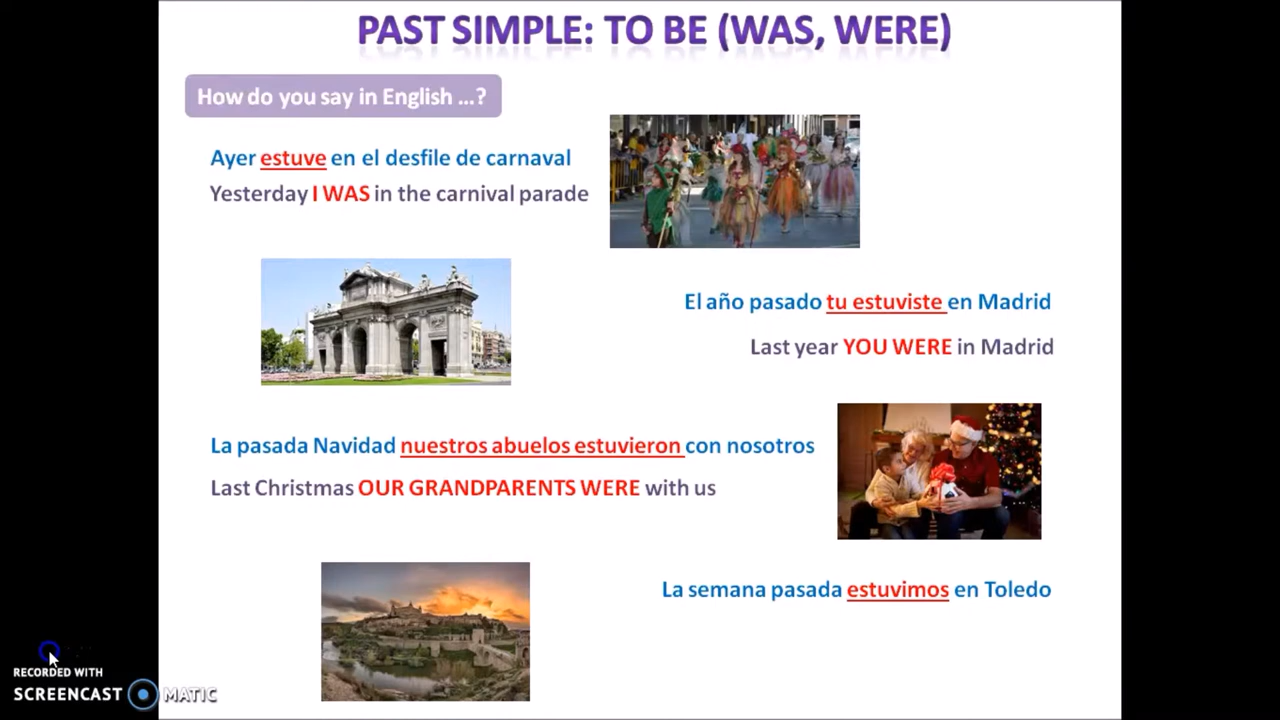 PAST SIMPLE: TO BE (WAS, WERE)
How do you say in English ...?
Ayer estuve en el desfile de carnaval
Yesterday I WAS in the carnival parade
El año pasado tu estuviste en Madrid
Last year YOU WERE in Madrid
La pasada Navidad nuestros abuelos estuvieron con nosotros
Last Christmas OUR GRANDPARENTS WERE with us
La semana pasada estuvimos en Toledo
RECORDED WITH
SCREENCAST MATIC